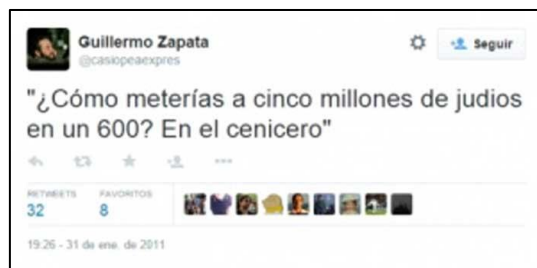 Guillermo Zapata
@casiopeaexpres
Seguir
"¿Cómo meterías a cinco millones de judios
en un 600? En el cenicero"
RETWEETS FAVORITOS
32 8
19:26 - 31 de ene. de 2011